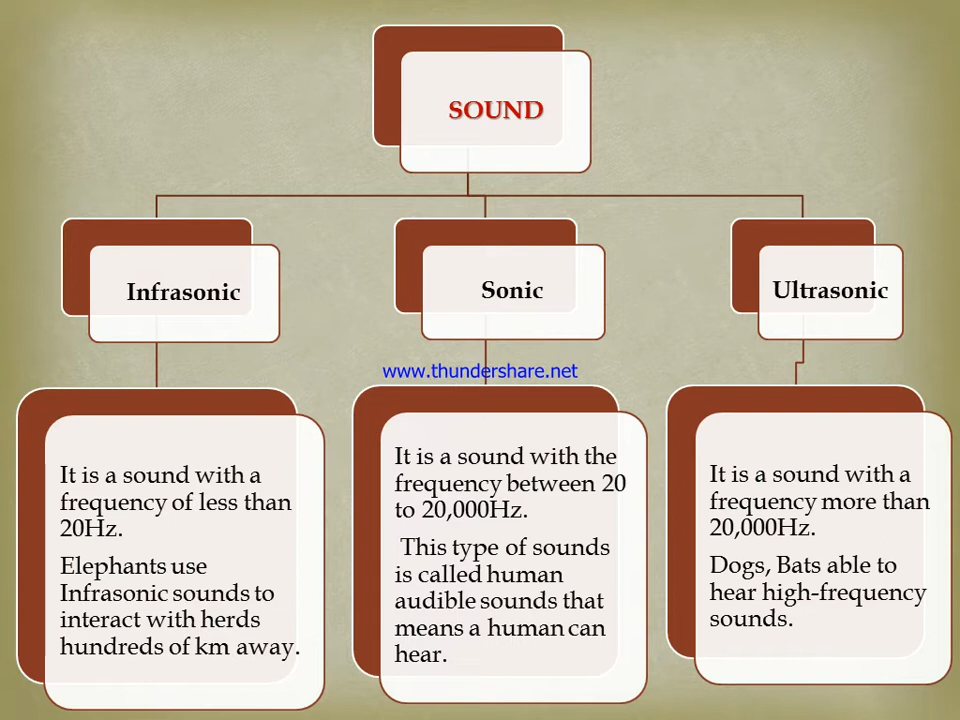 SOUND
Infrasonic
Sonic
Ultrasonic
www.thundershare.net
It is a sound with a
frequency of less than
20Hz.
Elephants use
Infrasonic sounds to
interact with herds
hundreds of km away.
It is a sound with the
frequency between 20
to 20,000Hz.
This type of sounds
is called human
audible sounds that
means a human can
hear.
It is a sound with a
frequency more than
20,000Hz.
Dogs, Bats able to
hear high-frequency
sounds.